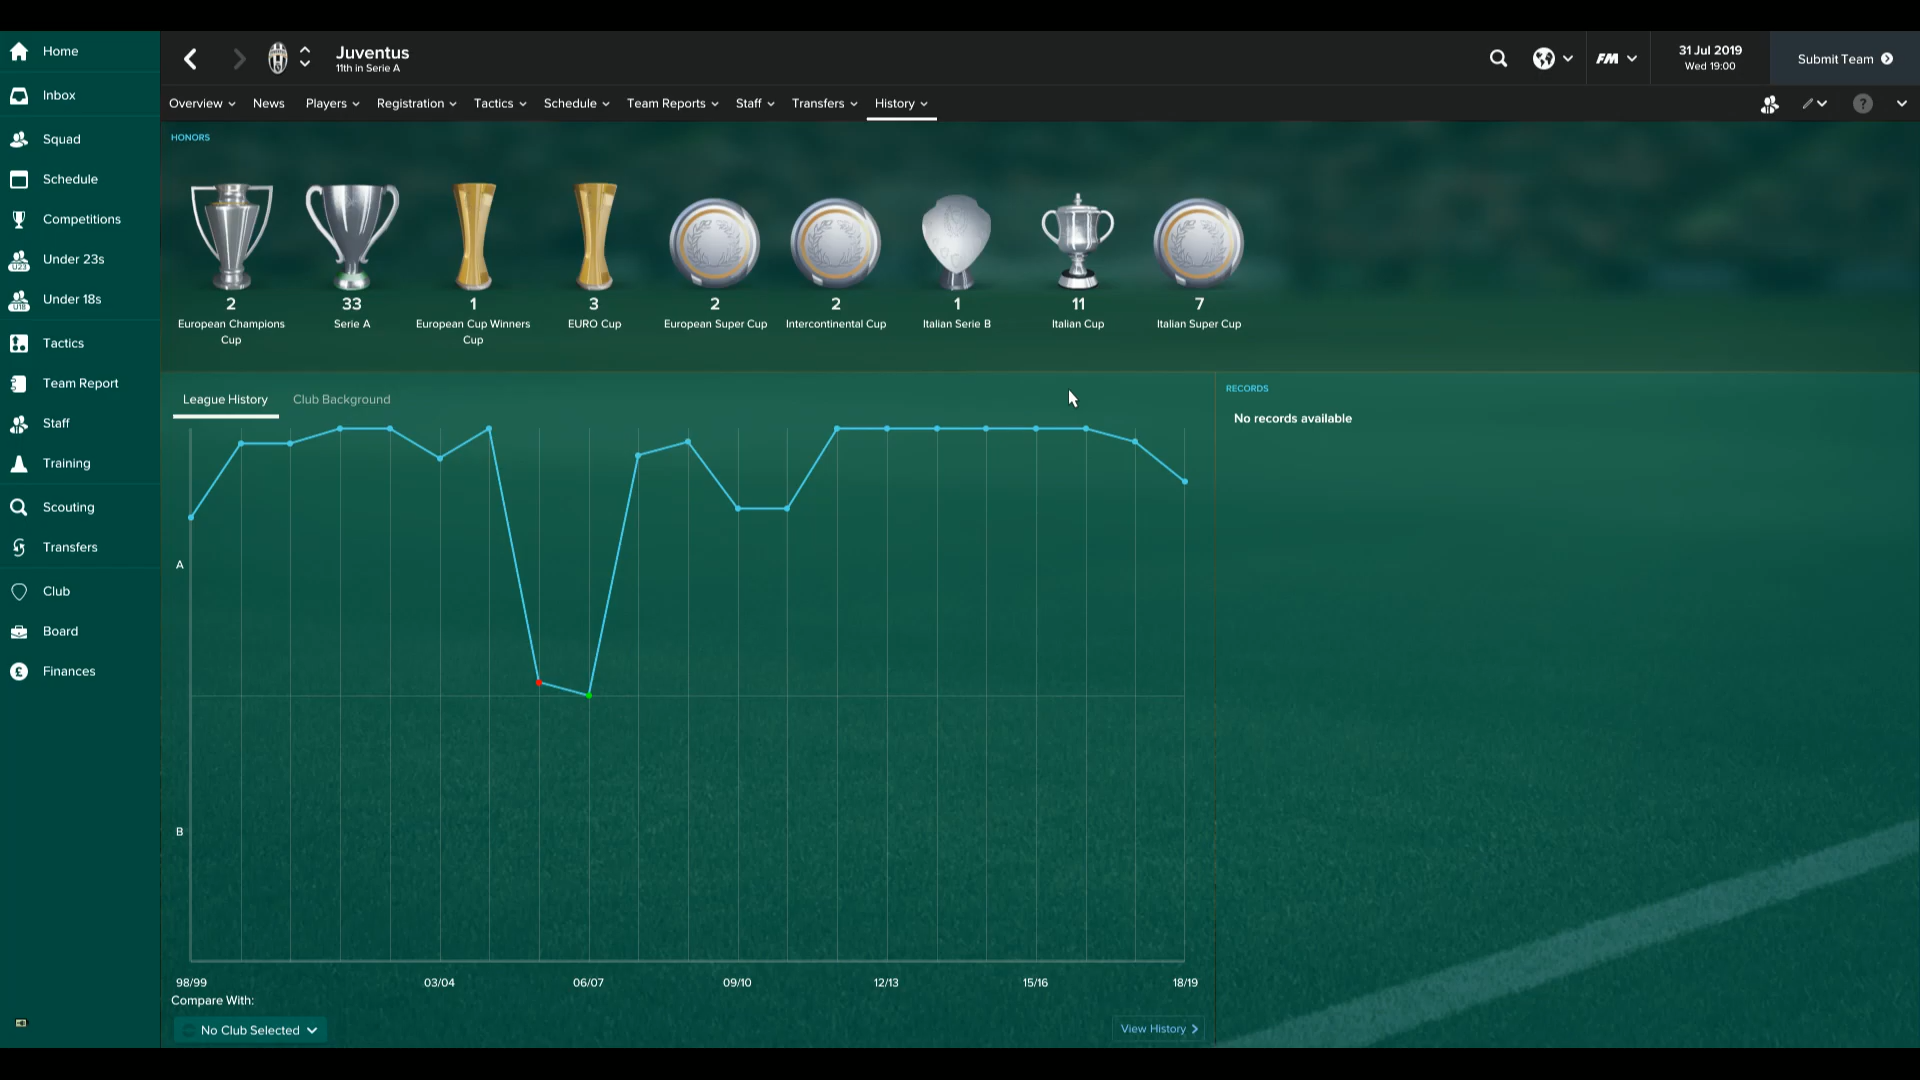 Home
Inbox
Squad
Schedule
Competitions
Under 23s
Under 18s
Tactics
Team Report
Staff
Training
Scouting
Transfers
Club
Board
Finances
Juventus
11th in Serie A
FM
31 Jul 2019
Wed 19:00
Submit Team
Overview
News
Players
Registration
Tactics
Schedule
Team Reports
Staff
Transfers
History
?
HONORS
2
European Champions
Cup
33
Serie A
1
European Cup Winners
Cup
3
EURO Cup
2
European Super Cup
2
Intercontinental Cup
1
Italian Serie B
11
Italian Cup
7
Italian Super Cup
League History
Club Background
A
B
98/99
03/04
06/07
09/10
12/13
15/16
18/19
Compare With:
No Club Selected
View History
RECORDS
No records available